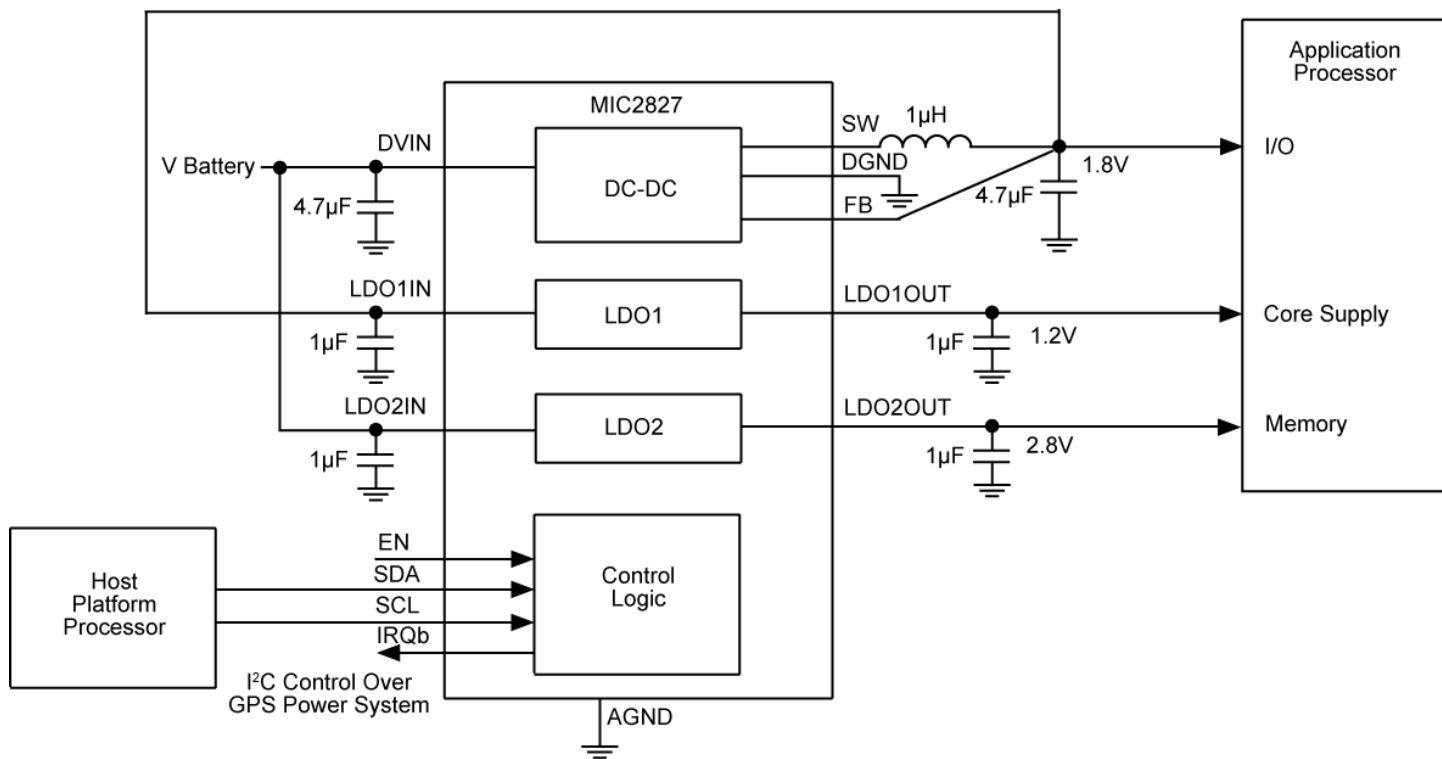 Application
Processor
MIC2827
SW
1µH
DVIN
V Battery
DC-DC
DGND
I/O
1.8V
4.7µF
4.7µF
FB
LDO1IN
LDO1
LDO1OUT
Core Supply
1µF
1µF
1.2V
LDO2IN
LDO2
LDO2OUT
Memory
1µF
1µF
2.8V
EN
SDA
SCL
IRQb
Host
Platform
Processor
Control
Logic
I²C Control Over
GPS Power System
AGND